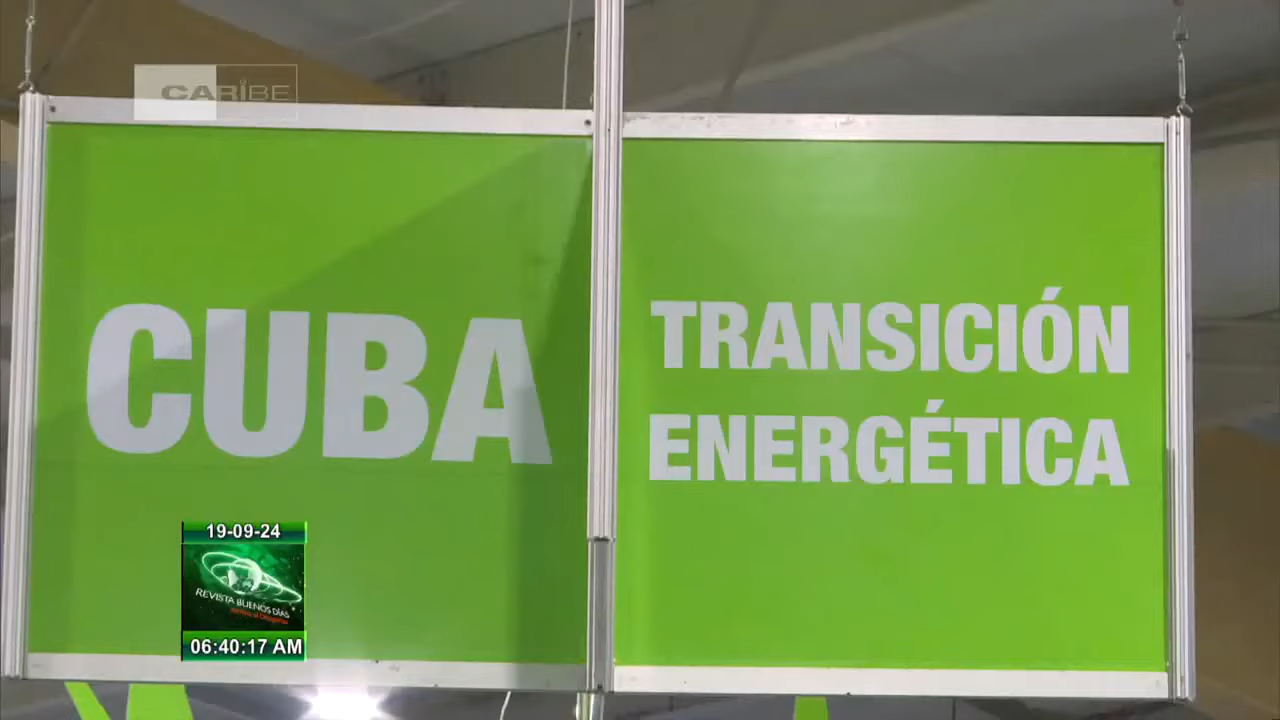 CARIBE
CUBA
TRANSICIÓN
ENERGÉTICA
19-09-24
REVISTA BUENOS DÍAS
06:40:17 AM